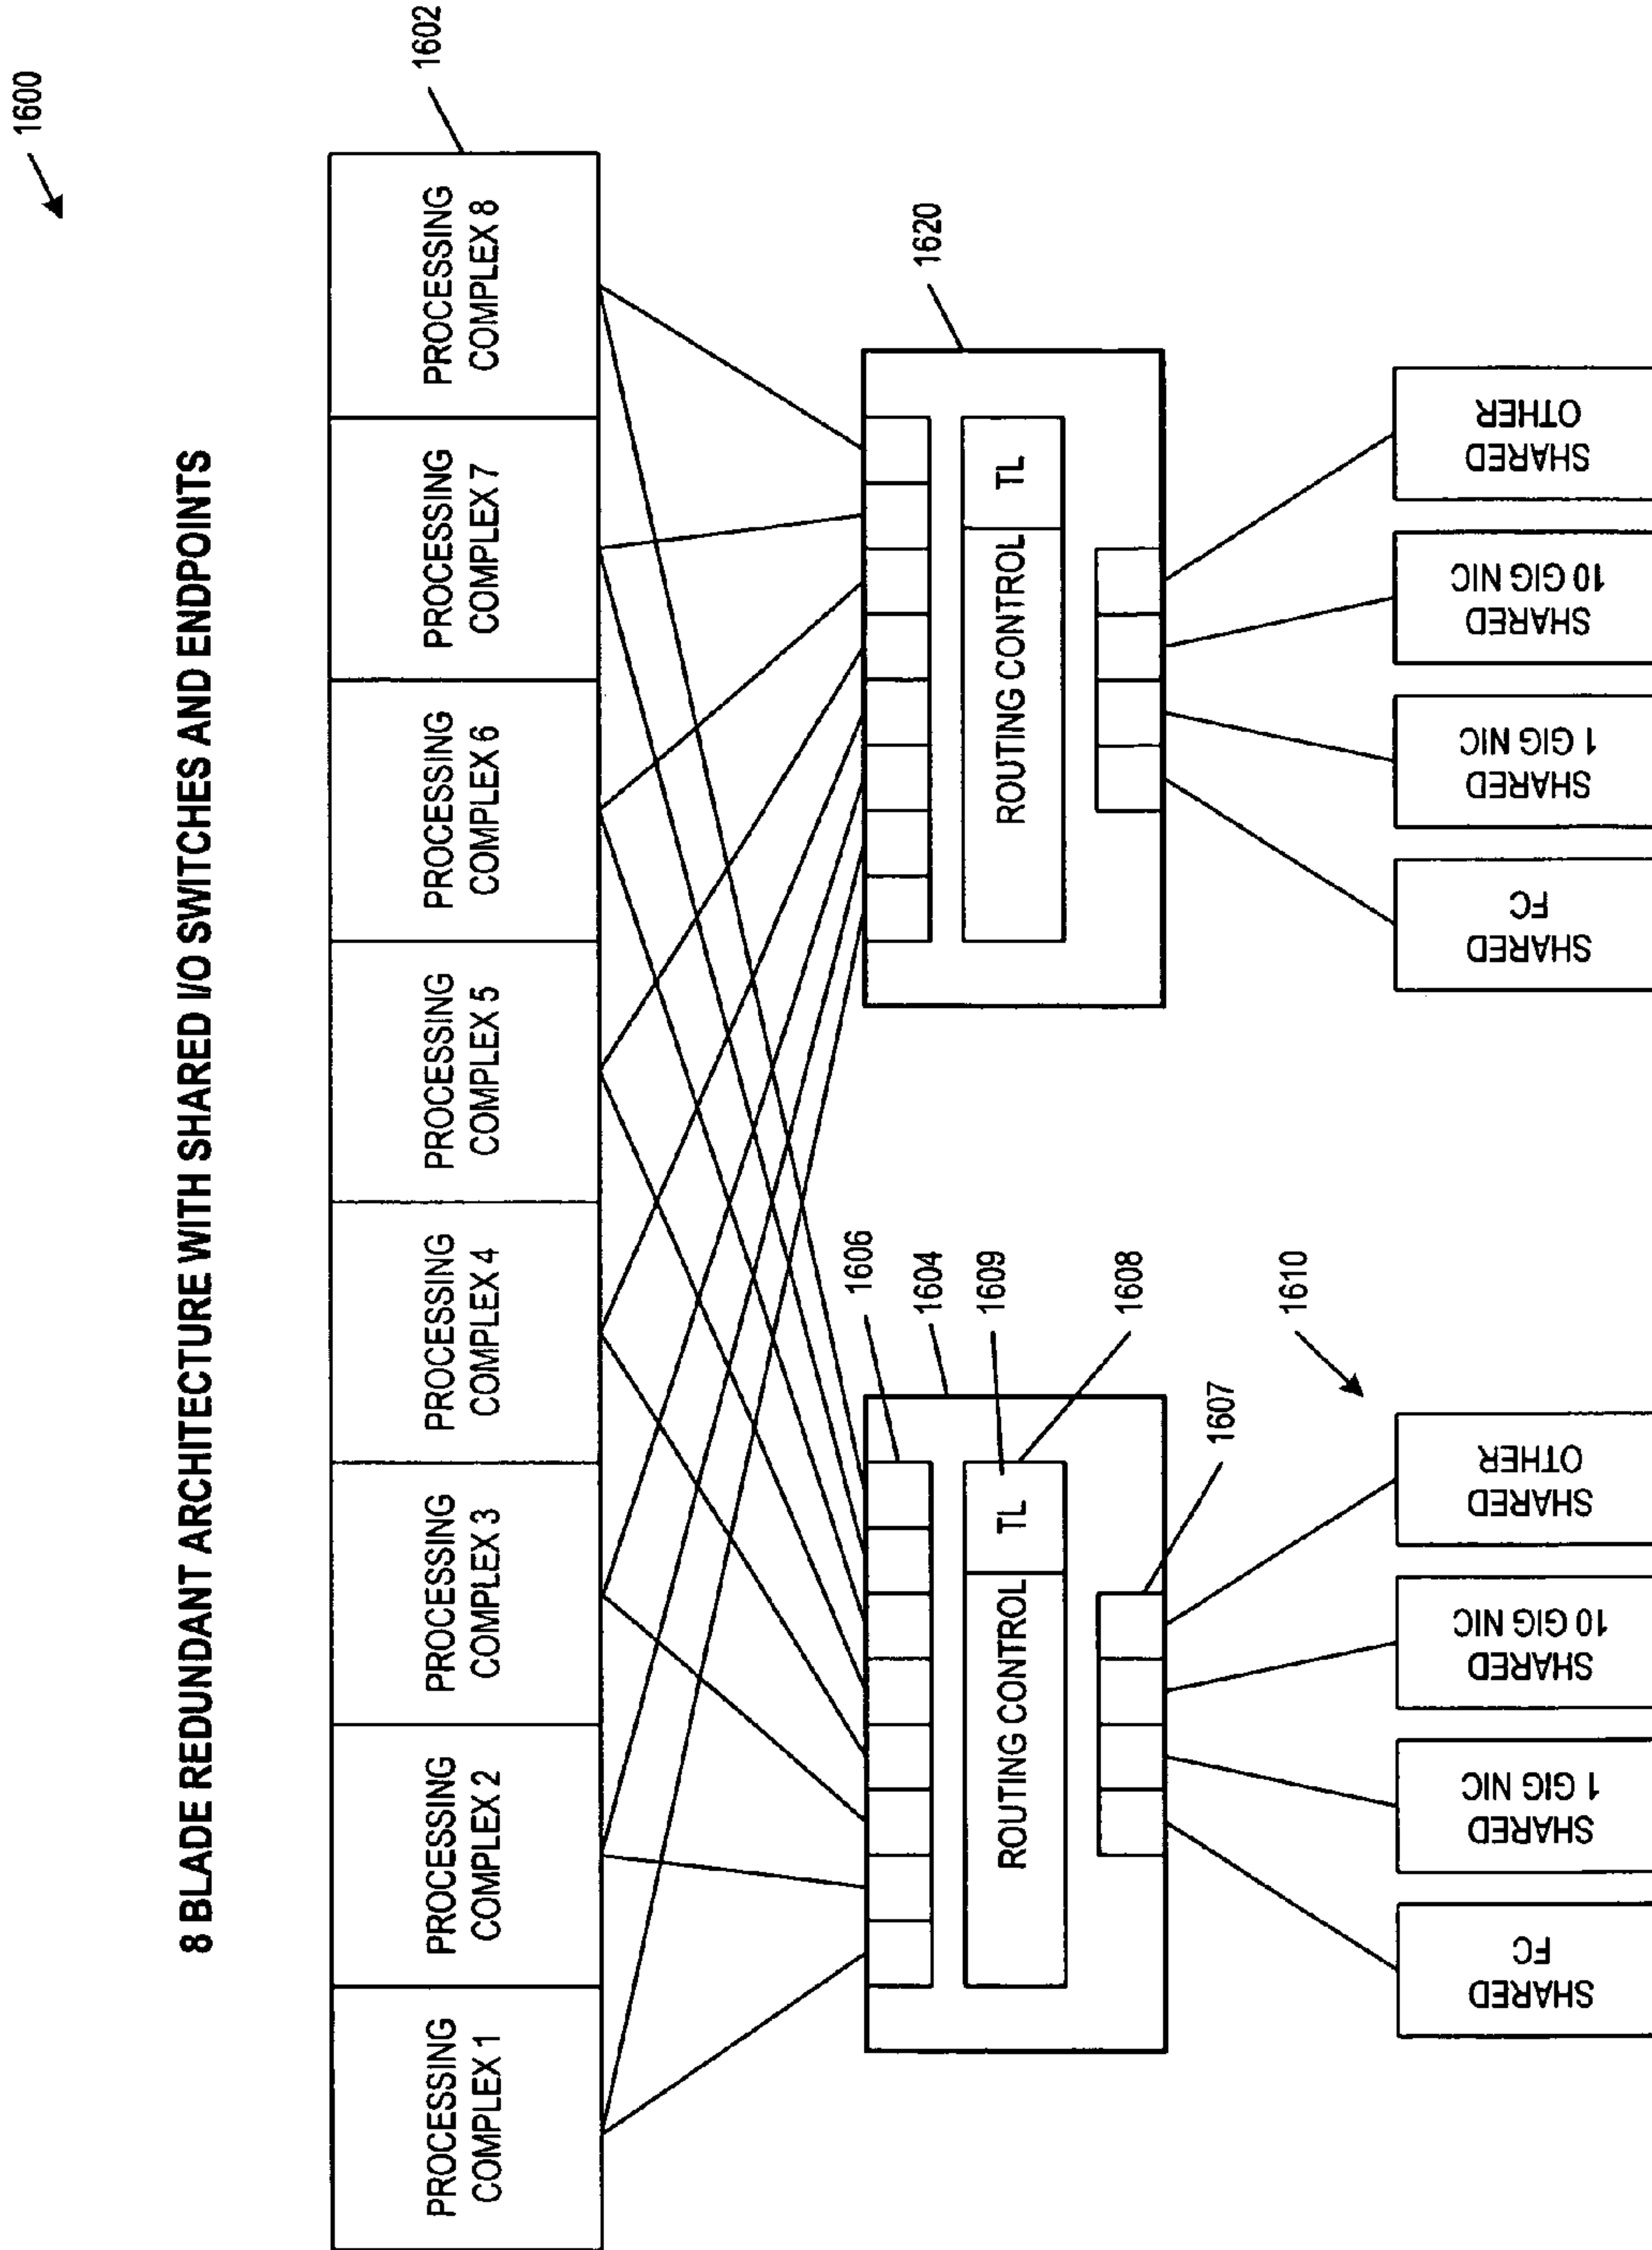 1600
8 BLADE REDUNDANT ARCHITECTURE WITH SHARED I/O SWITCHES AND ENDPOINTS
PROCESSING
COMPLEX 1
PROCESSING
COMPLEX 2
PROCESSING
COMPLEX 3
PROCESSING
COMPLEX 4
PROCESSING
COMPLEX 5
PROCESSING
COMPLEX 6
PROCESSING
COMPLEX 7
PROCESSING
COMPLEX 8
1602
1606
1604
1609
1608
1607
ROUTING CONTROL
TL
1620
ROUTING CONTROL
TL
1610
SHARED
FC
SHARED
1 GIG NIC
SHARED
10 GIG NIC
SHARED
OTHER
SHARED
FC
SHARED
1 GIG NIC
SHARED
10 GIG NIC
SHARED
OTHER